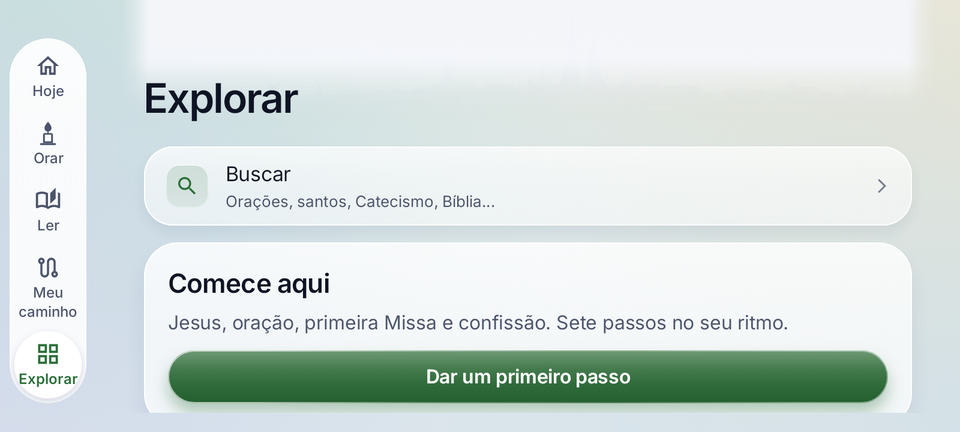 Hoje
Orar
Ler
Meu
caminho
Explorar
Explorar
Buscar
Orações, santos, Catecismo, Bíblia...
Comece aqui
Jesus, oração, primeira Missa e confissão. Sete passos no seu ritmo.
Dar um primeiro passo